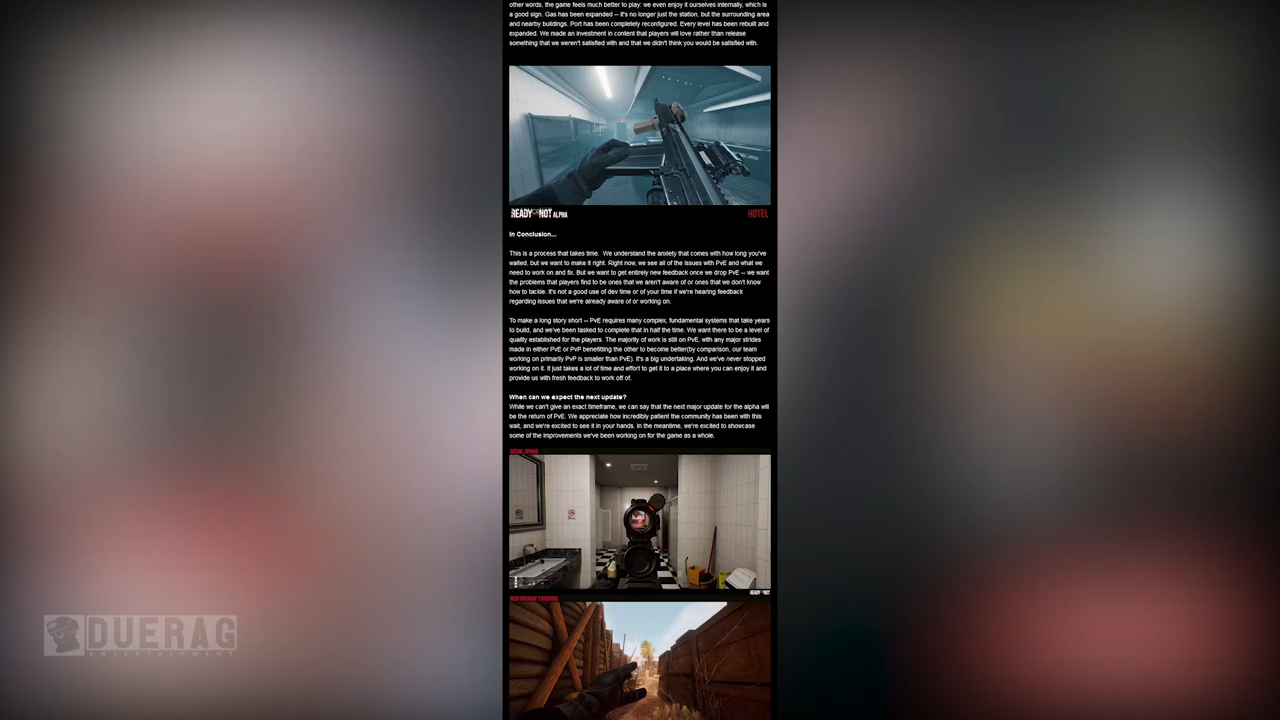 other words, the game feels much better to play: we even enjoy it ourselves internally, which is
a good sign. Gas has been expanded -- it's no longer just the station, but the surrounding area
and nearby buildings. Port has been completely reconfigured. Every level has been rebuilt and
expanded. We made an investment in content that players will love rather than release
something that we weren't satisfied with and that we didn't think you would be satisfied with.
READY OR NOT ALPHA
HOTEL
In Conclusion...
This is a process that takes time.  We understand the anxiety that comes with how long you've
waited, but we want to make it right. Right now, we see all of the issues with PvE and what we
need to work on and fix. But we want to get entirely new feedback once we drop PvE -- we want
the problems that players find to be ones that we aren't aware of or ones that we don't know
how to tackle. It's not a good use of dev time or of your time if we're hearing feedback
regarding issues that we're already aware of or working on.
To make a long story short -- PvE requires many complex, fundamental systems that take years
to build, and we've been tasked to complete that in half the time. We want there to be a level of
quality established for the players. The majority of work is still on PvE, with any major strides
made in either PvE or PvP benefitting the other to become better(by comparison, our team
working on primarily PvP is smaller than PvE). It's a big undertaking. And we've never stopped
working on it. It just takes a lot of time and effort to get it to a place where you can enjoy it and
provide us with fresh feedback to work off of.
When can we expect the next update?
While we can't give an exact timeframe, we can say that the next major update for the alpha will
be the return of PvE. We appreciate how incredibly patient the community has been with this
wait, and we're excited to see it in your hands. In the meantime, we're excited to showcase
some of the improvements we've been working on for the game as a whole.
READY OR NOT
NEW GRENADE THROWING
DUERAG
ENTERTAINMENT